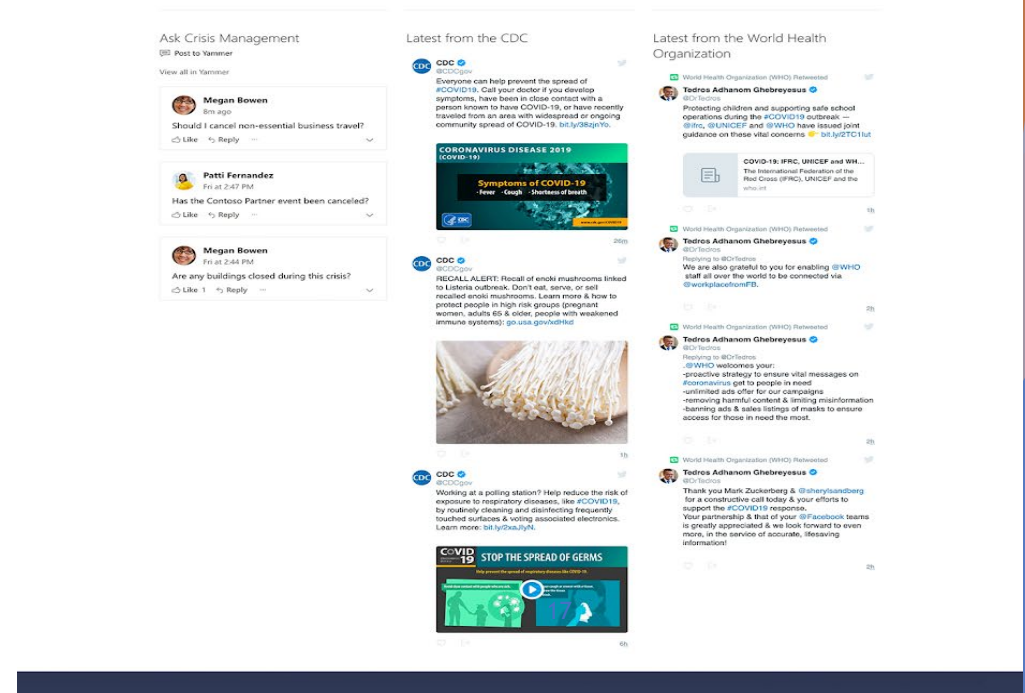 Ask Crisis Management
Post to Yammer
View all in Yammer
Megan Bowen
8m ago
Should I cancel non-essential business travel?
Like Reply ...
Patti Fernandez
Fri at 2:47 PM
Has the Contoso Partner event been canceled?
Like Reply ...
Megan Bowen
Fri at 2:44 PM
Are any buildings closed during this crisis?
Like 1 Reply ...
Latest from the CDC
CDC
CDC
@CDCgov
Everyone can help prevent the spread of
#COVID19. Call your doctor if you develop
symptoms, have been in close contact with a
person known to have COVID-19, or have recently
traveled from an area with widespread or ongoing
community spread of COVID-19. bit.ly/38zjnYo.
CORONAVIRUS DISEASE 2019
(COVID-19)
Symptoms of COVID-19
-Fever -Cough -Shortness of breath
CDC
26m
CDC
CDC
@CDCgov
RECALL ALERT: Recall of enoki mushrooms linked
to Listeria outbreak. Don't eat, serve, or sell
recalled enoki mushrooms. Learn more & how to
protect people in high risk groups (pregnant
women, adults 65 & older, people with weakened
immune systems): go.usa.gov/xdHkd
1h
CDC
CDC
@CDCgov
Working at a polling station? Help reduce the risk of
exposure to respiratory diseases, like #COVID19,
by routinely cleaning and disinfecting frequently
touched surfaces & voting associated electronics.
Learn more: bit.ly/2xaJlyN.
COVID
19
STOP THE SPREAD OF GERMS
Help prevent the spread of respiratory diseases like COVID-19.
6h
Latest from the World Health
Organization
World Health Organization (WHO) Retweeted
Tedros Adhanom Ghebreyesus
@DrTedros
Protecting children and supporting safe school
operations during the #COVID19 outbreak —
@ifrc, @UNICEF and @WHO have issued joint
guidance on these vital concerns 👉 bit.ly/2TC1lut
COVID-19: IFRC, UNICEF and WH...
The International Federation of the
Red Cross (IFRC), UNICEF and the
who.int
1h
World Health Organization (WHO) Retweeted
Tedros Adhanom Ghebreyesus
@DrTedros
Replying to @DrTedros
We are also grateful to you for enabling @WHO
staff all over the world to be connected via
@workplacefromFB.
2h
World Health Organization (WHO) Retweeted
Tedros Adhanom Ghebreyesus
@DrTedros
Replying to @DrTedros
.@WHO welcomes your:
-proactive strategy to ensure vital messages on
#coronavirus get to people in need
-unlimited ads offer for our campaigns
-removing harmful content & limiting misinformation
-banning ads & sales listings of masks to ensure
access for those in need the most.
2h
World Health Organization (WHO) Retweeted
Tedros Adhanom Ghebreyesus
@DrTedros
Thank you Mark Zuckerberg & @sherylsandberg
for a constructive call today & your efforts to
support the #COVID19 response.
Your partnership & that of your @Facebook teams
is greatly appreciated & we look forward to even
more, in the service of accurate, lifesaving
information!
2h